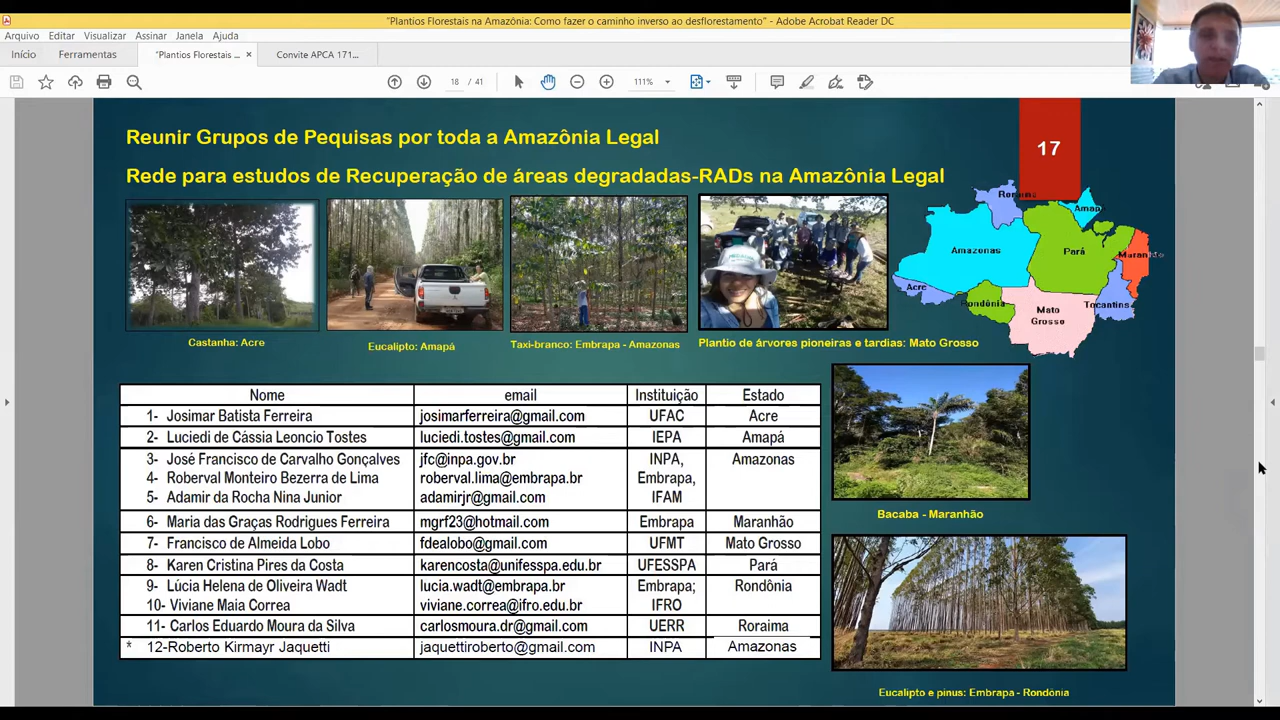 "Plantios Florestais na Amazônia: Como fazer o caminho inverso ao desflorestamento" - Adobe Acrobat Reader DC
Arquivo Editar Visualizar Assinar Janela Ajuda
Início Ferramentas "Plantios Florestais na Amazônia ... × Convite APCA 171...
18 / 41 111%
Reunir Grupos de Pequisas por toda a Amazônia Legal
17
Rede para estudos de Recuperação de áreas degradadas-RADs na Amazônia Legal
Roraima
Amapá
Amazonas
Pará
Maranhão
Acre
Rondônia
Tocantins
Mato
Grosso
Castanha: Acre
Eucalipto: Amapá
Taxi-branco: Embrapa - Amazonas
Plantio de árvores pioneiras e tardias: Mato Grosso
Nome email Instituição Estado
1- Josimar Batista Ferreira josimarferreira@gmail.com UFAC Acre
2- Luciedi de Cássia Leoncio Tostes luciedi.tostes@gmail.com IEPA Amapá
3- José Francisco de Carvalho Gonçalves jfc@inpa.gov.br INPA, Amazonas
4- Roberval Monteiro Bezerra de Lima roberval.lima@embrapa.br Embrapa,
5- Adamir da Rocha Nina Junior adamirjr@gmail.com IFAM
6- Maria das Graças Rodrigues Ferreira mgrf23@hotmail.com Embrapa Maranhão
7- Francisco de Almeida Lobo fdealobo@gmail.com UFMT Mato Grosso
8- Karen Cristina Pires da Costa karencosta@unifesspa.edu.br UFESSPA Pará
9- Lúcia Helena de Oliveira Wadt lucia.wadt@embrapa.br Embrapa; Rondônia
10- Viviane Maia Correa viviane.correa@ifro.edu.br IFRO
11- Carlos Eduardo Moura da Silva carlosmoura.dr@gmail.com UERR Roraima
* 12-Roberto Kirmayr Jaquetti jaquettiroberto@gmail.com INPA Amazonas
Bacaba - Maranhão
Eucalipto e pinus: Embrapa - Rondônia